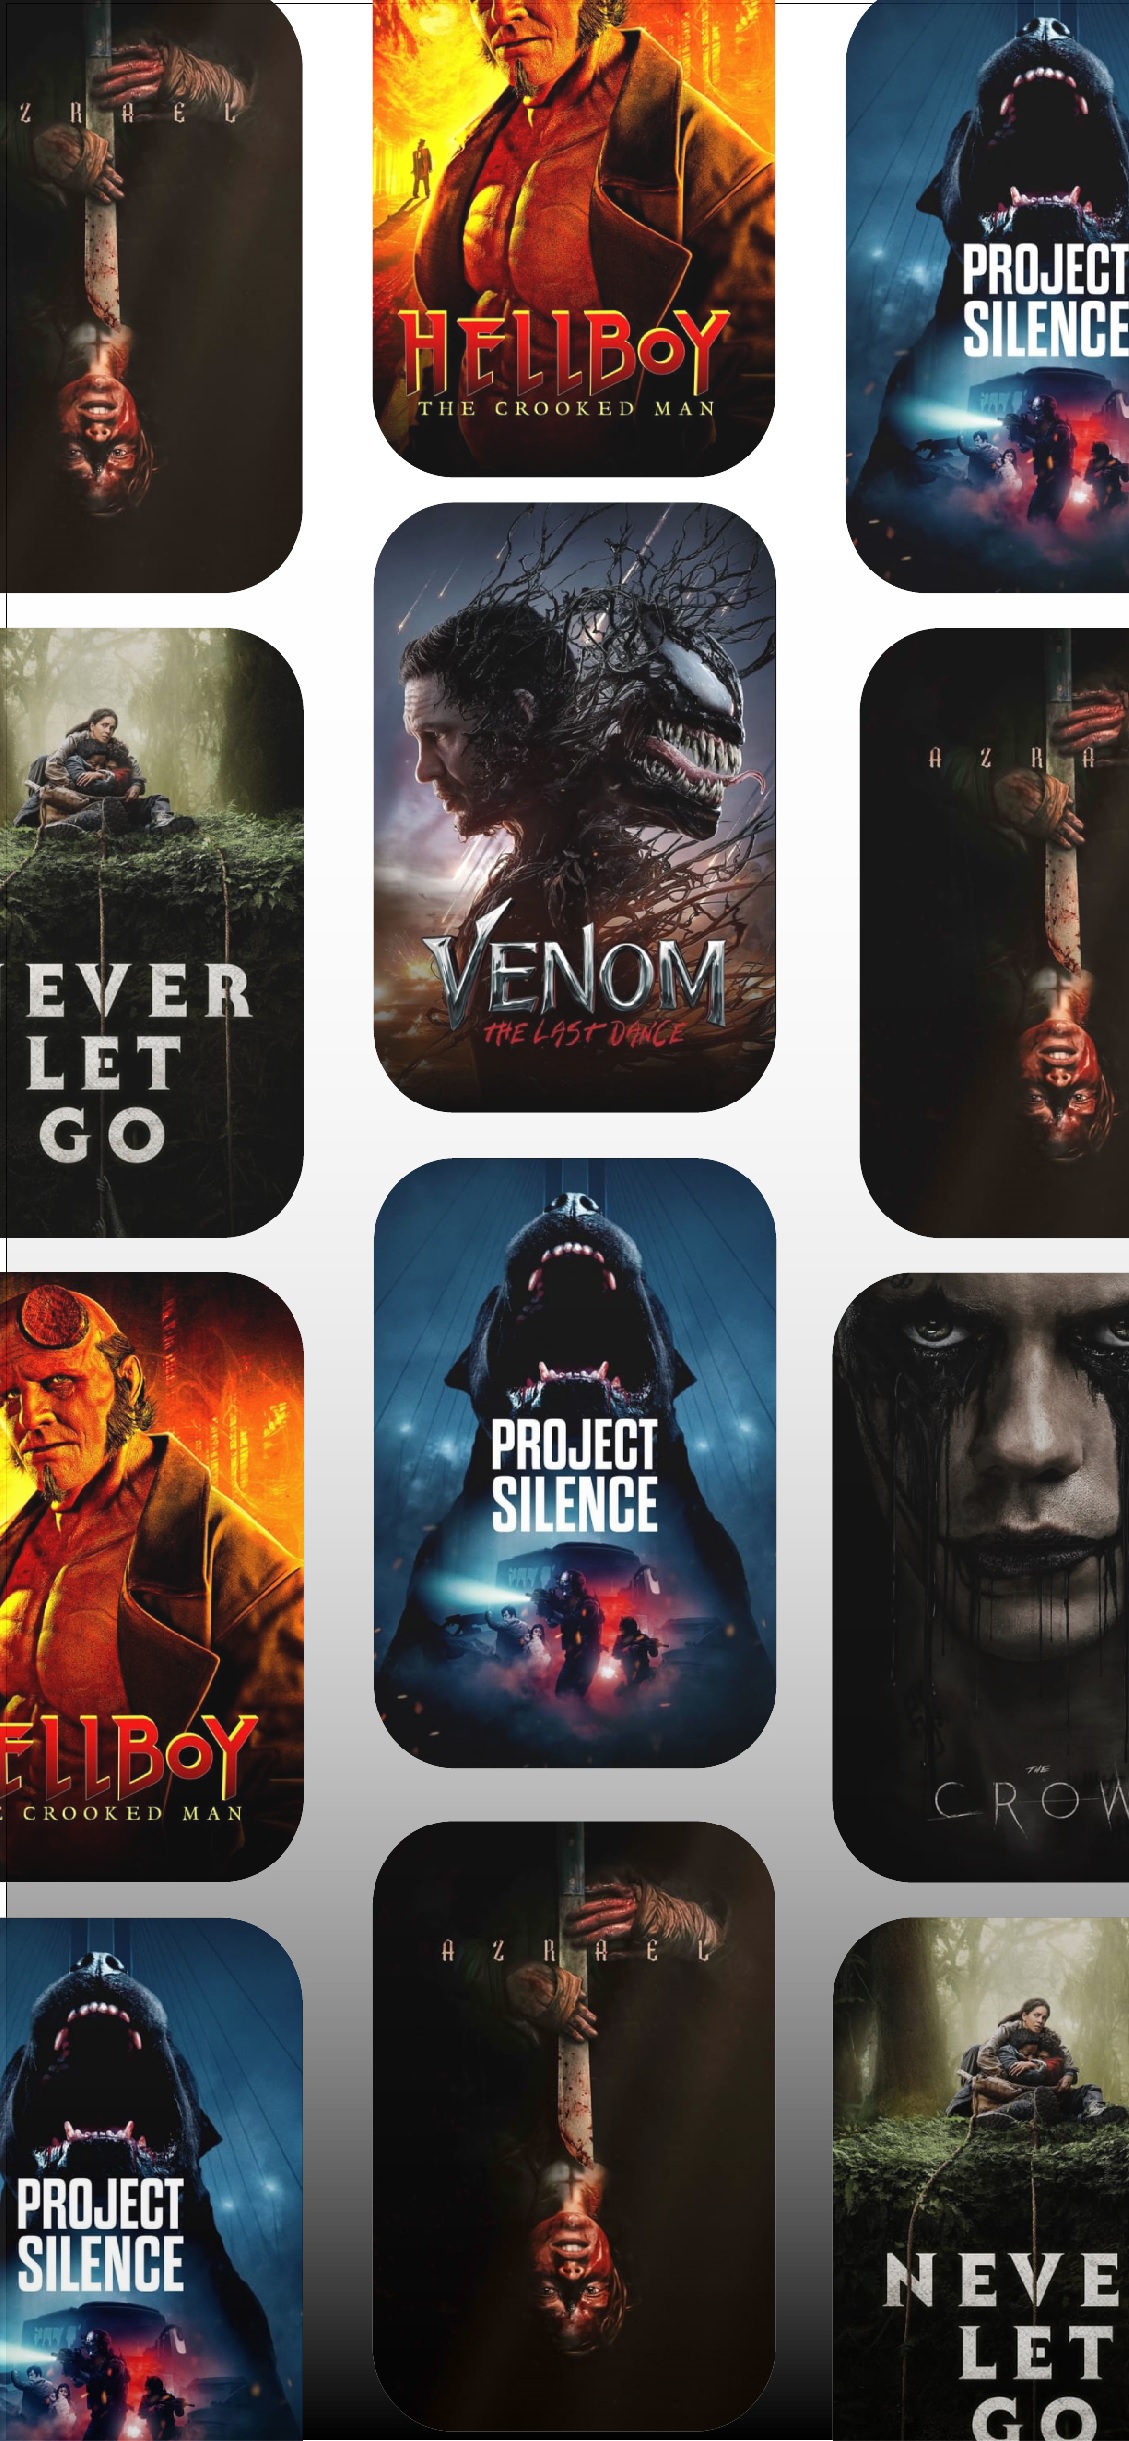 Z R A E L
HELLBOY
THE CROOKED MAN
PROJECT
SILENCE
EVER
LET
GO
VENOM
THE LAST DANCE
A Z R A
ELLBOY
CROOKED MAN
PROJECT
SILENCE
THE
CROW
PROJECT
SILENCE
A Z R A E L
NEVE
LET
GO